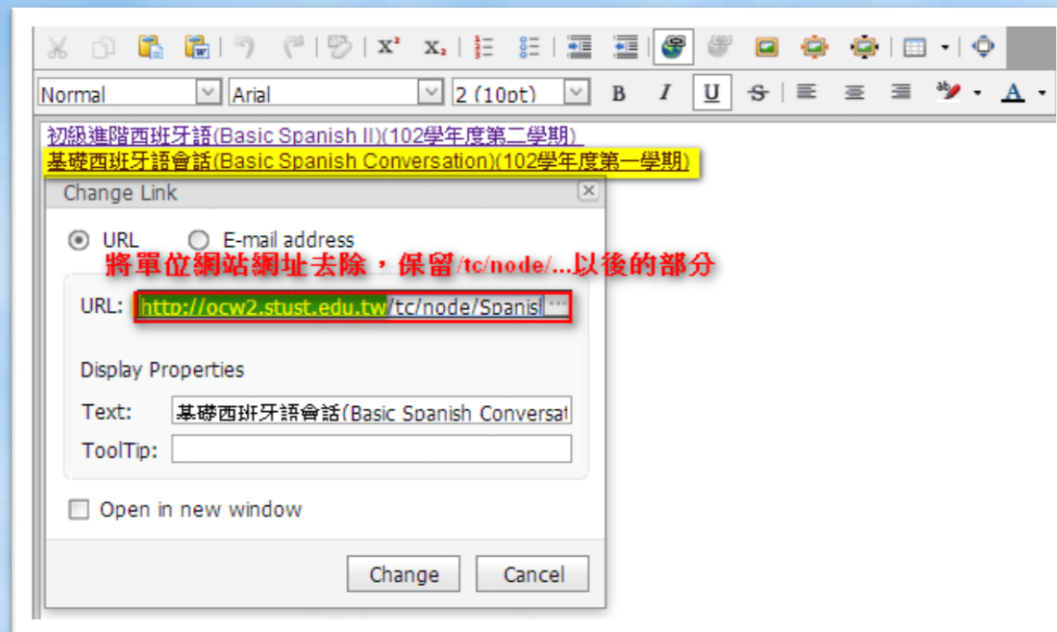 Normal Arial 2 (10pt) B I U S A
初級進階西班牙語(Basic Spanish II)(102學年度第二學期)
基礎西班牙語會話(Basic Spanish Conversation)(102學年度第一學期)
Change Link
URL E-mail address
將單位網站網址去除，保留/tc/node/...以後的部分
URL: http://ocw2.stust.edu.tw/tc/node/Spanisl ...
Display Properties
Text: 基礎西班牙語會話(Basic Spanish Conversat
ToolTip:
Open in new window
Change Cancel